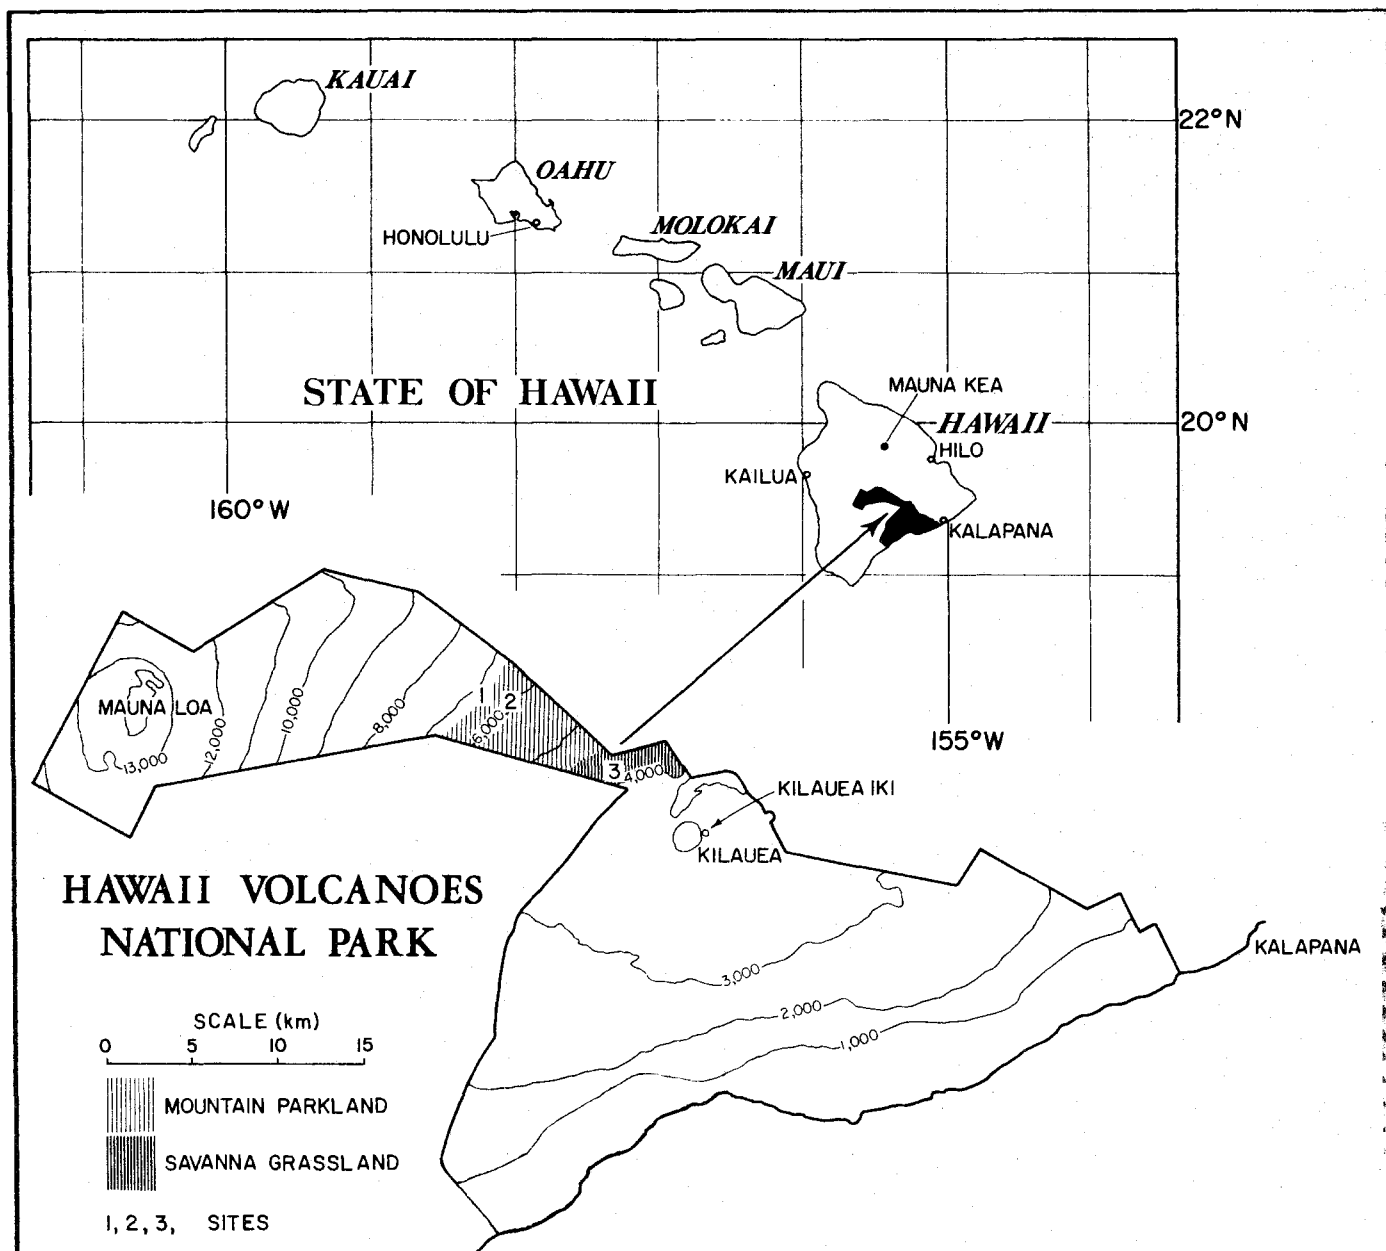 KAUAI
22°N
OAHU
HONOLULU
MOLOKAI
MAUI
STATE OF HAWAII
MAUNA KEA
HAWAII
20°N
HILO
KAILUA
160°W
KALAPANA
155°W
1
2
3
MAUNA LOA
13,000
12,000
10,000
8,000
6,000
4,000
KILAUEA IKI
KILAUEA
HAWAII VOLCANOES
NATIONAL PARK
3,000
2,000
1,000
KALAPANA
SCALE (km)
0 5 10 15
MOUNTAIN PARKLAND
SAVANNA GRASSLAND
1, 2, 3, SITES